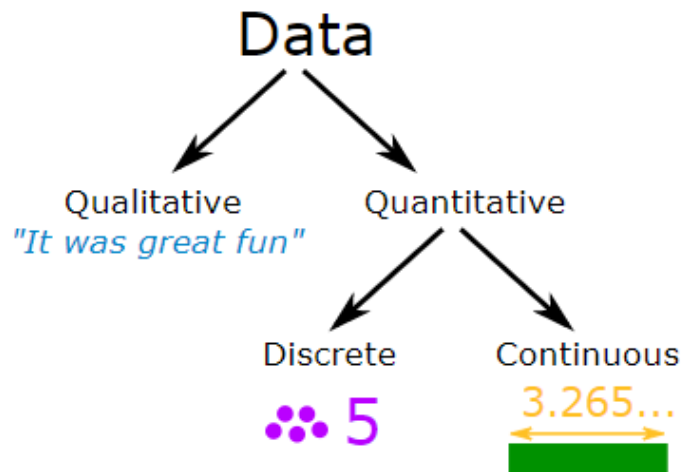 Data
Qualitative Quantitative
"It was great fun"
Discrete Continuous
5 3.265...